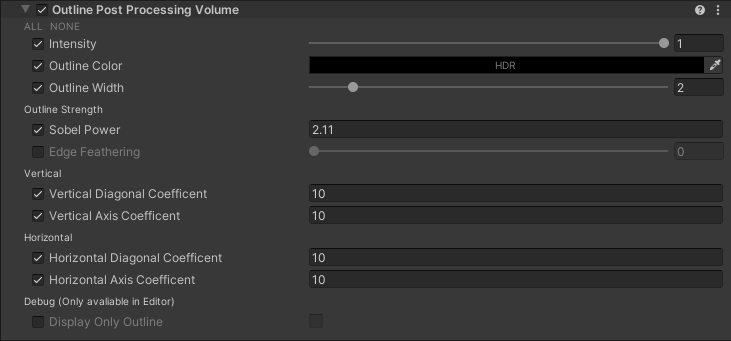 Outline Post Processing Volume
ALL NONE
Intensity 1
Outline Color HDR
Outline Width 2
Outline Strength
Sobel Power 2.11
Edge Feathering 0
Vertical
Vertical Diagonal Coefficent 10
Vertical Axis Coefficent 10
Horizontal
Horizontal Diagonal Coefficent 10
Horizontal Axis Coefficent 10
Debug (Only avaliable in Editor)
Display Only Outline